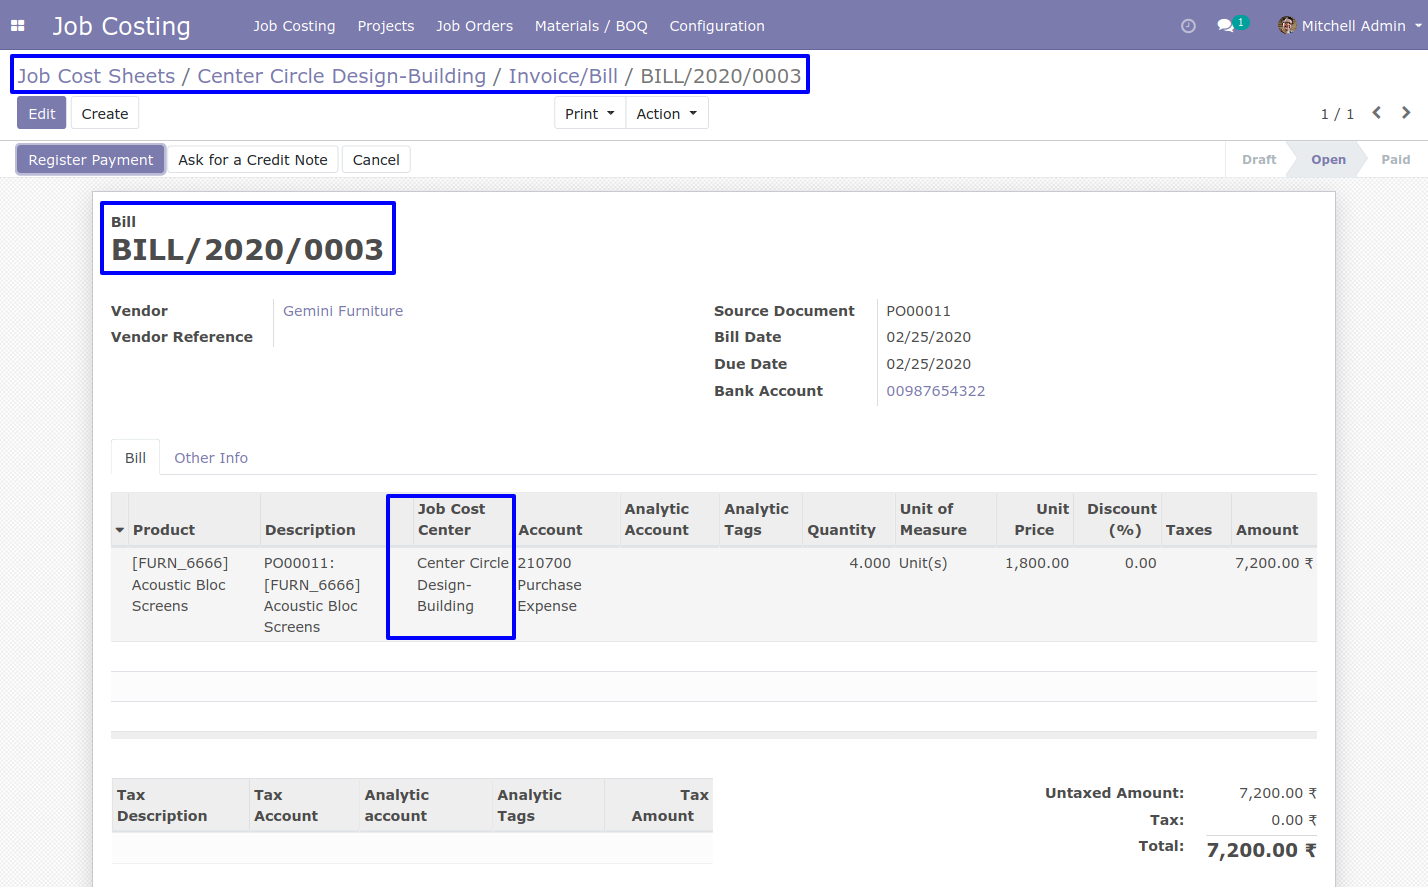 Job Costing Job Costing Projects Job Orders Materials / BOQ Configuration 1 Mitchell Admin
Job Cost Sheets / Center Circle Design-Building / Invoice/Bill / BILL/2020/0003
Edit Create Print Action 1 / 1
Register Payment Ask for a Credit Note Cancel Draft Open Paid
Bill
BILL/2020/0003
Vendor Gemini Furniture
Vendor Reference
Source Document PO00011
Bill Date 02/25/2020
Due Date 02/25/2020
Bank Account 00987654322
Bill Other Info
Product Description Job Cost Center Account Analytic Account Analytic Tags Quantity Unit of Measure Unit Price Discount (%) Taxes Amount
[FURN_6666] PO00011: Center Circle 210700 4.000 Unit(s) 1,800.00 0.00 7,200.00 ₹
Acoustic Bloc [FURN_6666] Design- Purchase
Screens Acoustic Bloc Building Expense
Screens
Tax Description Tax Account Analytic account Analytic Tags Tax Amount
Untaxed Amount: 7,200.00 ₹
Tax: 0.00 ₹
Total: 7,200.00 ₹